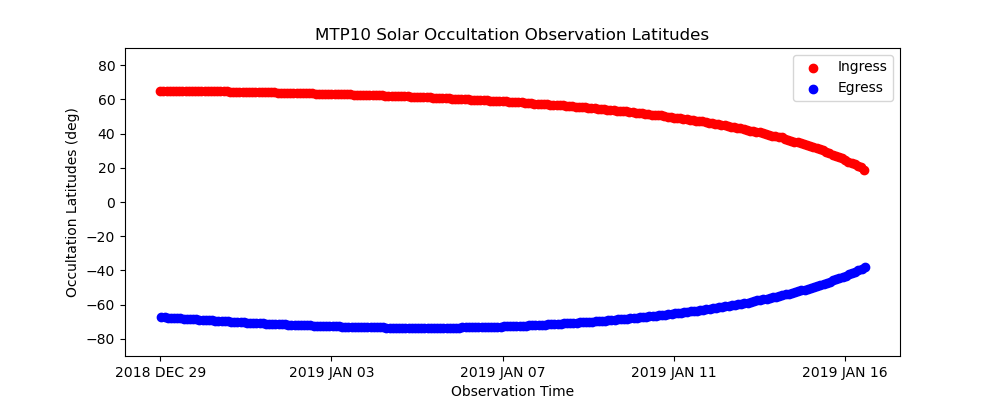 MTP10 Solar Occultation Observation Latitudes
Ingress
Egress
80
60
40
20
0
−20
−40
−60
−80
Occultation Latitudes (deg)
2018 DEC 29
2019 JAN 03
2019 JAN 07
2019 JAN 11
2019 JAN 16
Observation Time